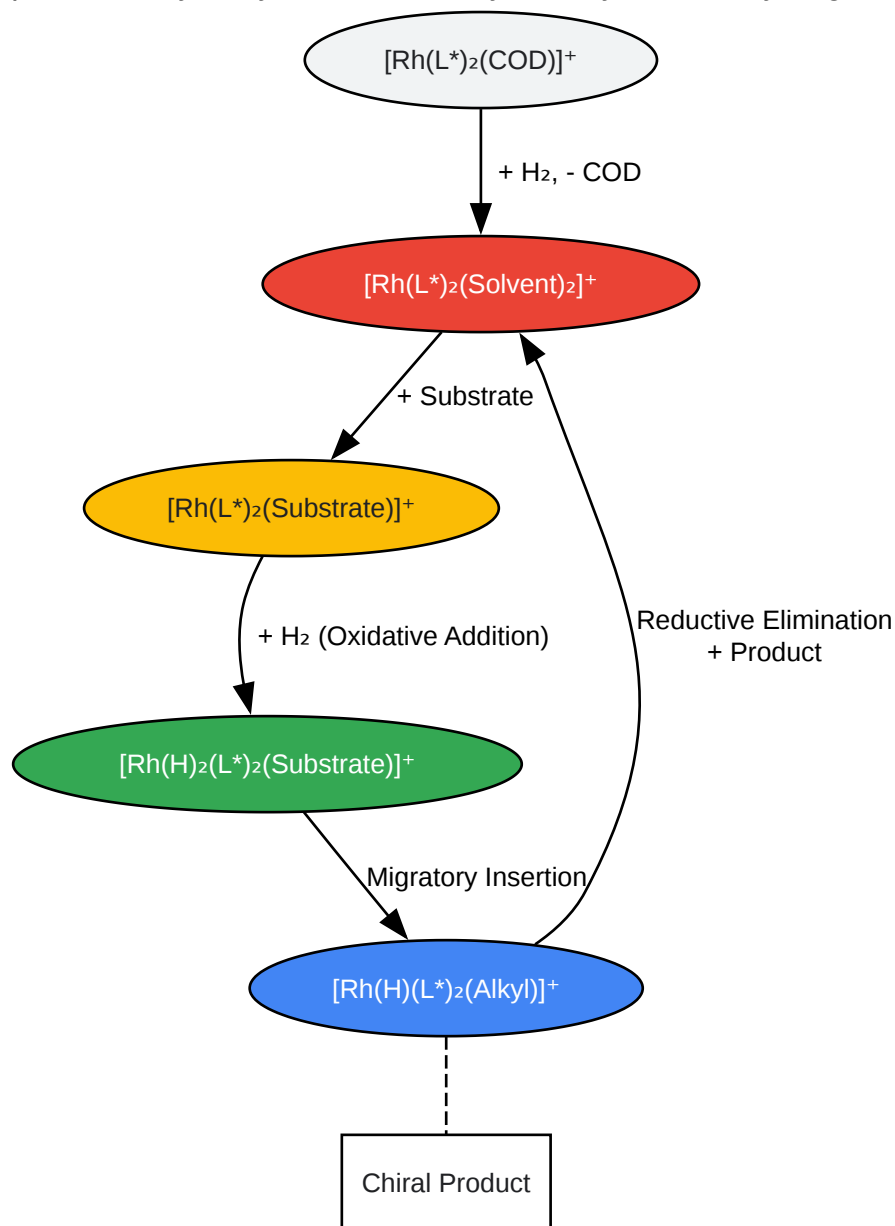 [Rh(L*)₂(COD)]⁺
+ H₂, - COD
[Rh(L*)₂(Solvent)₂]⁺
+ Substrate
[Rh(L*)₂(Substrate)]⁺
+ H₂ (Oxidative Addition)
Reductive Elimination
+ Product
[Rh(H)₂(L*)₂(Substrate)]⁺
Migratory Insertion
[Rh(H)(L*)₂(Alkyl)]⁺
Chiral Product